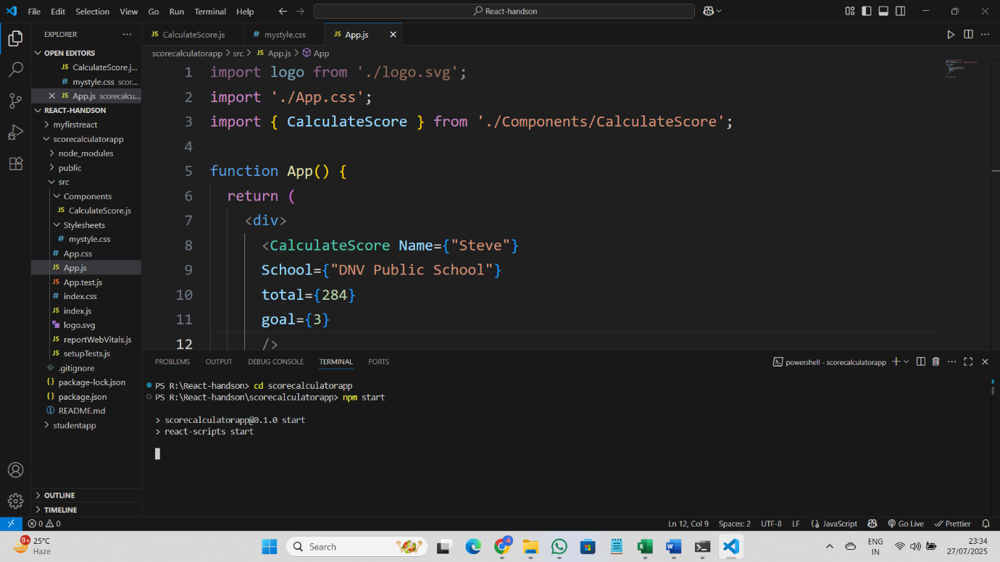 File Edit Selection View Go Run Terminal Help
React-handson
EXPLORER
OPEN EDITORS
JS CalculateScore.j...
# mystyle.css scor...
JS App.js scorecalcu...
REACT-HANDSON
myfirstreact
scorecalculatorapp
node_modules
public
src
Components
JS CalculateScore.js
Stylesheets
# mystyle.css
# App.css
JS App.js
JS App.test.js
# index.css
JS index.js
logo.svg
JS reportWebVitals.js
JS setupTests.js
.gitignore
{} package-lock.json
{} package.json
README.md
studentapp
OUTLINE
TIMELINE
JS CalculateScore.js # mystyle.css JS App.js
scorecalculatorapp > src > JS App.js > App
1 import logo from './logo.svg';
2 import './App.css';
3 import { CalculateScore } from './Components/CalculateScore';
4
5 function App() {
6 return (
7 <div>
8 <CalculateScore Name={"Steve"}
9 School={"DNV Public School"}
10 total={284}
11 goal={3}
12 />
PROBLEMS OUTPUT DEBUG CONSOLE TERMINAL PORTS
powershell - scorecalculatorapp
PS R:\React-handson> cd scorecalculatorapp
PS R:\React-handson\scorecalculatorapp> npm start
> scorecalculatorapp@0.1.0 start
> react-scripts start
0 0 Ln 12, Col 9 Spaces: 2 UTF-8 LF {} JavaScript Go Live Prettier
9+ 25°C
Haze
Search
ENG
IN
23:34
27/07/2025